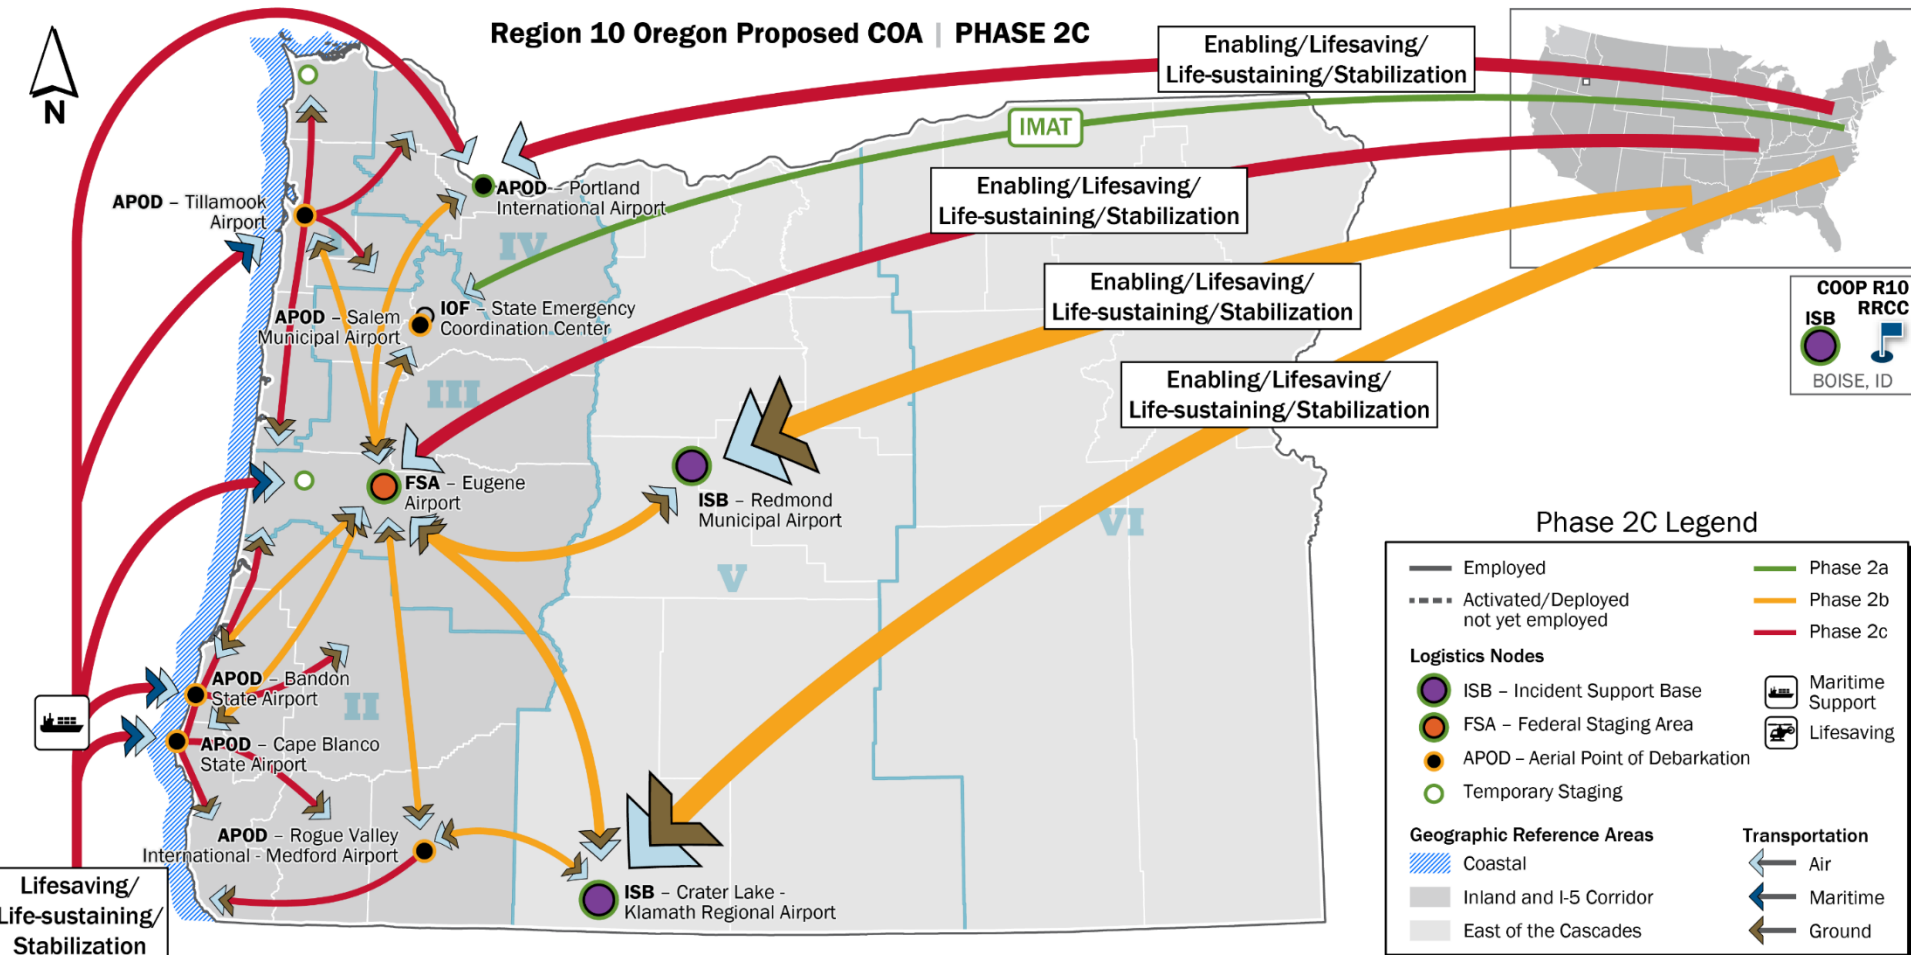 Region 10 Oregon Proposed COA | PHASE 2C
N
Enabling/Lifesaving/
Life-sustaining/Stabilization
IMAT
Enabling/Lifesaving/
Life-sustaining/Stabilization
Enabling/Lifesaving/
Life-sustaining/Stabilization
Enabling/Lifesaving/
Life-sustaining/Stabilization
APOD – Portland
International Airport
APOD – Tillamook
Airport
I
IV
IOF – State Emergency
Coordination Center
APOD – Salem
Municipal Airport
III
FSA – Eugene
Airport
ISB – Redmond
Municipal Airport
V
VI
APOD – Bandon
State Airport
II
APOD – Cape Blanco
State Airport
APOD – Rogue Valley
International - Medford Airport
ISB – Crater Lake -
Klamath Regional Airport
Lifesaving/
Life-sustaining/
Stabilization
COOP R10
RRCC
ISB
BOISE, ID
Phase 2C Legend
Employed
Activated/Deployed
not yet employed
Phase 2a
Phase 2b
Phase 2c
Logistics Nodes
ISB – Incident Support Base
FSA – Federal Staging Area
APOD – Aerial Point of Debarkation
Temporary Staging
Maritime
Support
Lifesaving
Geographic Reference Areas
Coastal
Inland and I-5 Corridor
East of the Cascades
Transportation
Air
Maritime
Ground